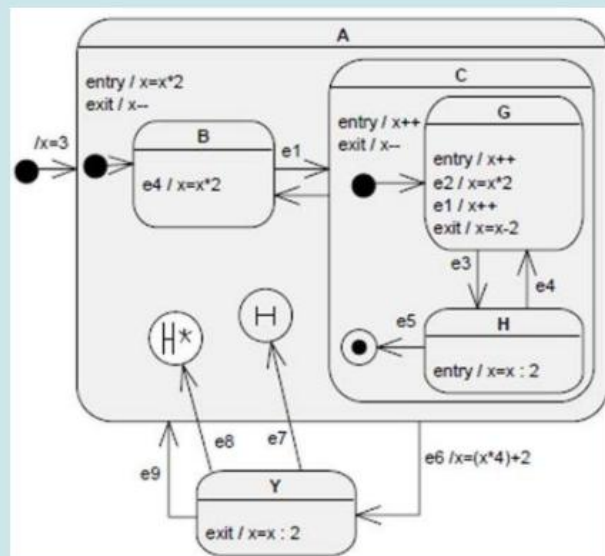 A
entry / x=x*2
exit / x--
/x=3
B
e4 / x=x*2
e1
C
entry / x++
exit / x--
G
entry / x++
e2 / x=x*2
e1 / x++
exit / x=x-2
e3
e4
e5
H
entry / x=x : 2
H*
H
e9
e8
e7
e6 /x=(x*4)+2
Y
exit / x=x : 2